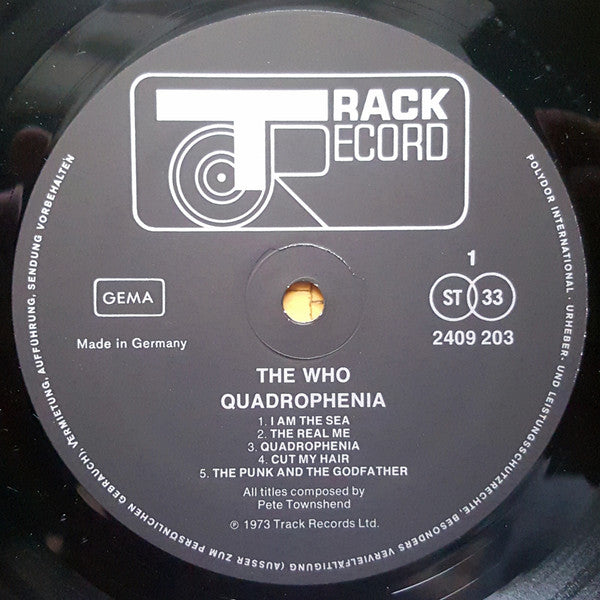 TRACK
RECORD
1
GEMA
ST 33
Made in Germany
2409 203
THE WHO
QUADROPHENIA
1. I AM THE SEA
2. THE REAL ME
3. QUADROPHENIA
4. CUT MY HAIR
5. THE PUNK AND THE GODFATHER
All titles composed by
Pete Townshend
℗ 1973 Track Records Ltd.
POLYDOR INTERNATIONAL · URHEBER- UND LEISTUNGSSCHUTZRECHTE, BESONDERS VERVIELFÄLTIGUNG (AUSSER ZUM PERSÖNLICHEN GEBRAUCH), VERMIETUNG, AUFFÜHRUNG, SENDUNG VORBEHALTEN